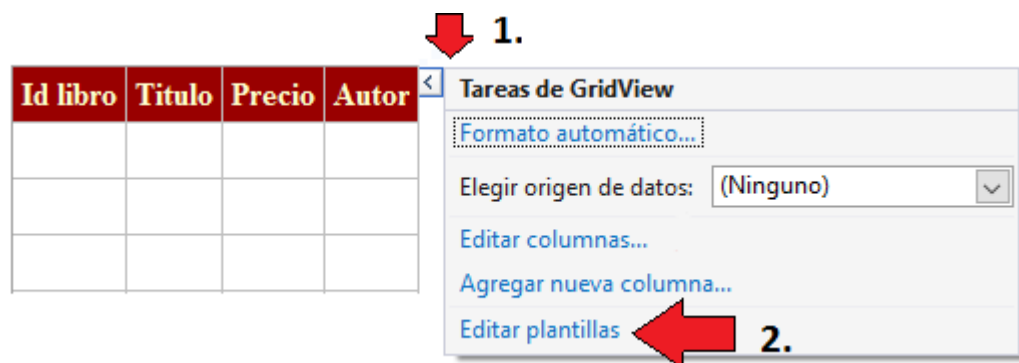 1.
Id libro Titulo Precio Autor
Tareas de GridView
Formato automático...
Elegir origen de datos: (Ninguno)
Editar columnas...
Agregar nueva columna...
Editar plantillas
2.